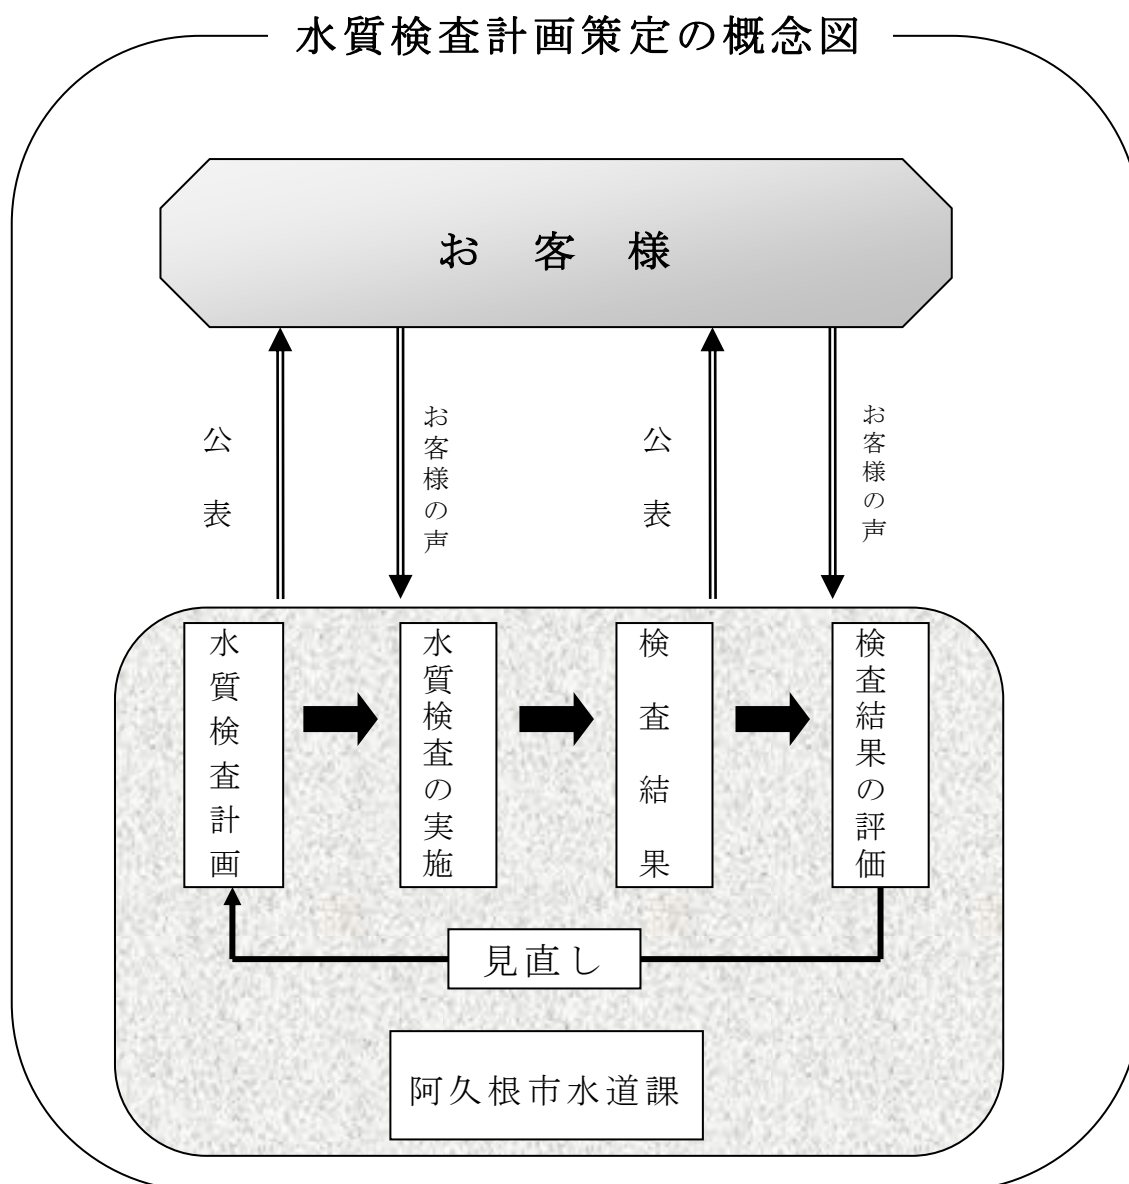 水質検査計画策定の概念図
お客様
公表
お客様の声
公表
お客様の声
水質検査計画
水質検査の実施
検査結果
検査結果の評価
見直し
阿久根市水道課